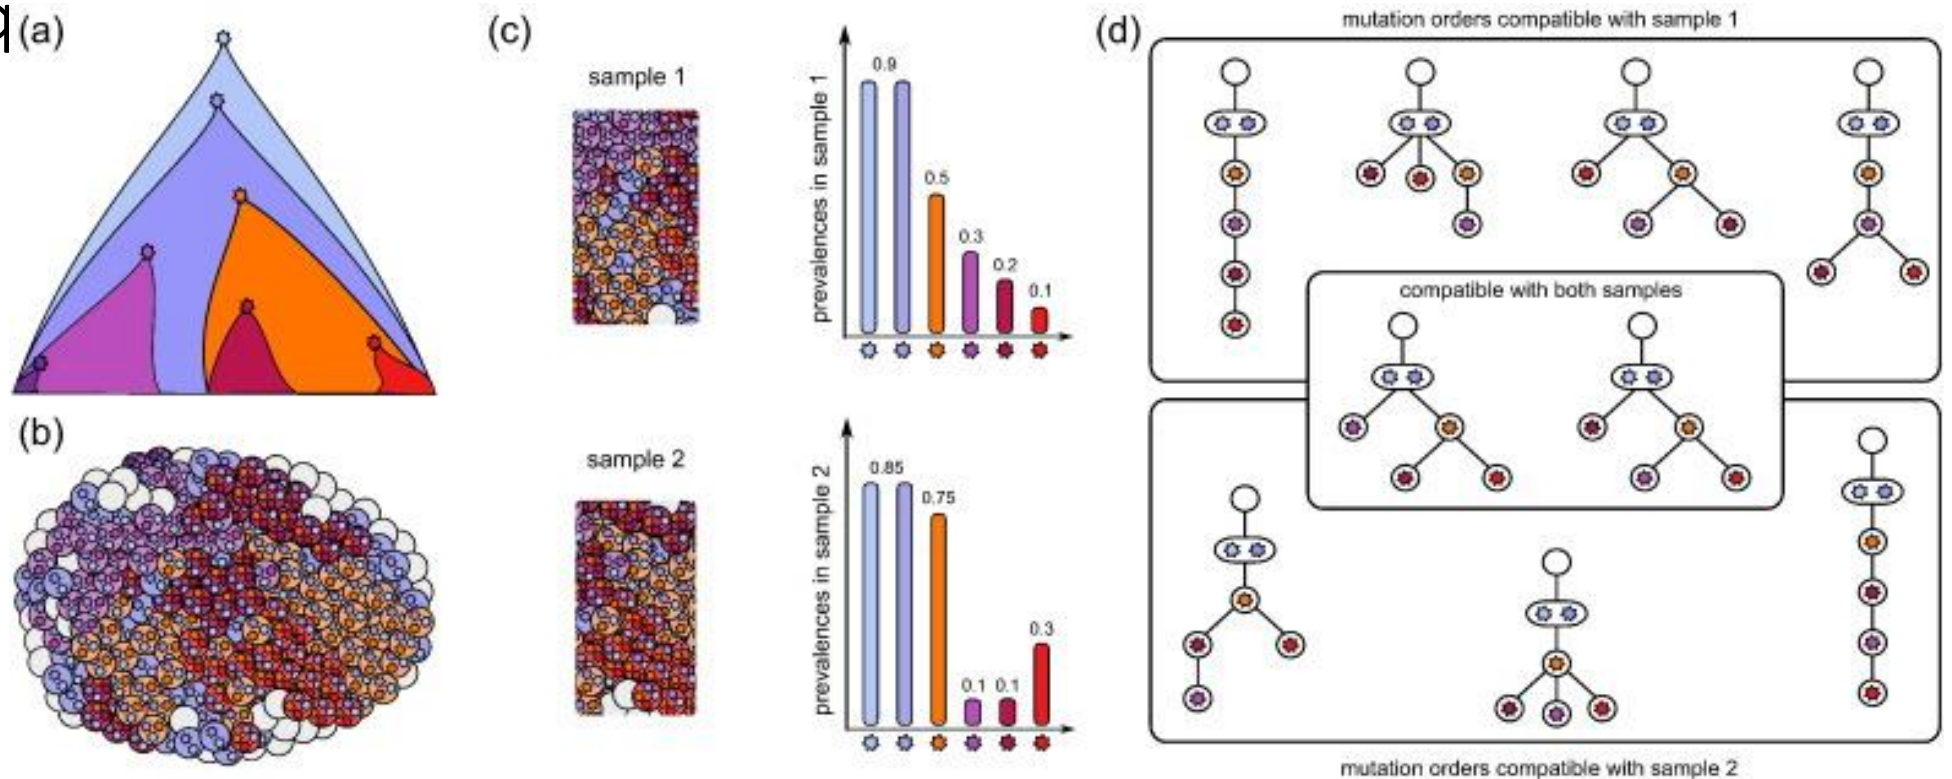 q
(a)
(b)
(c)
sample 1
prevalences in sample 1
0.9
0.5
0.3
0.2
0.1
sample 2
prevalences in sample 2
0.85
0.75
0.1 0.1
0.3
(d)
mutation orders compatible with sample 1
compatible with both samples
mutation orders compatible with sample 2